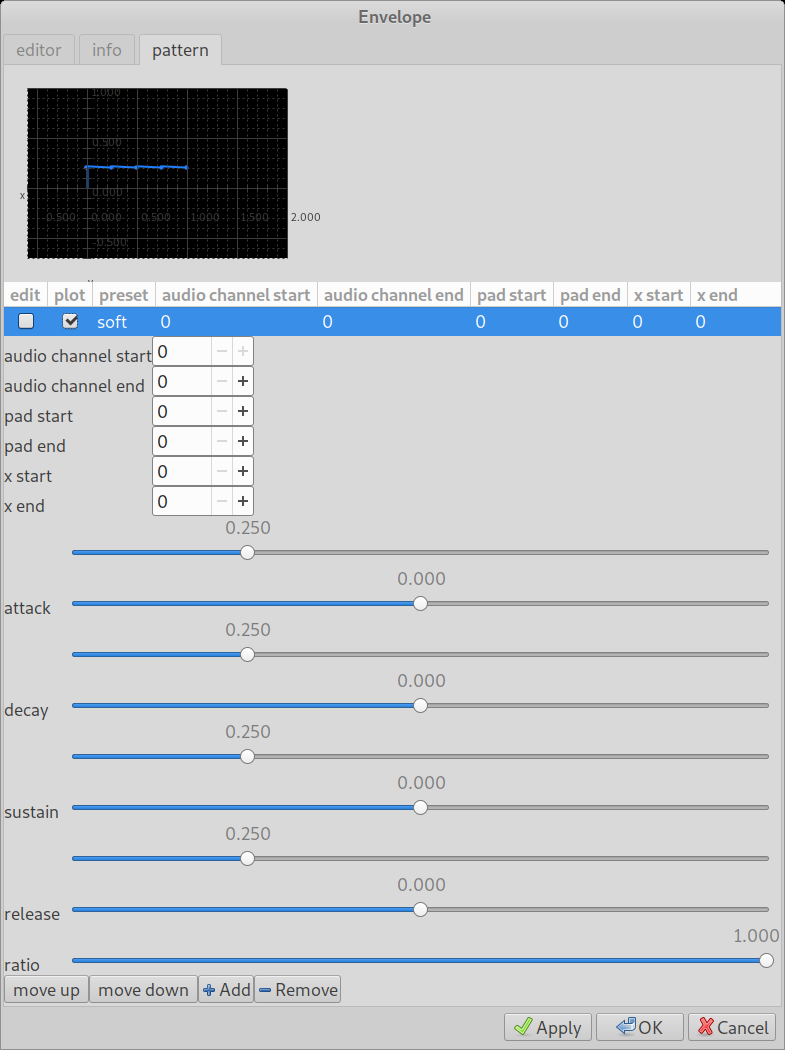 Envelope
editor info pattern
1.000
0.500
0.000
x
0.500 0.000 0.500 1.000 1.500 2.000
-0.500
edit plot preset audio channel start audio channel end pad start pad end x start x end
soft 0 0 0 0 0 0
audio channel start 0
audio channel end 0
pad start 0
pad end 0
x start 0
x end 0
0.250
0.000
attack
0.250
0.000
decay
0.250
0.000
sustain
0.250
0.000
release
1.000
ratio
move up move down Add Remove
Apply OK Cancel